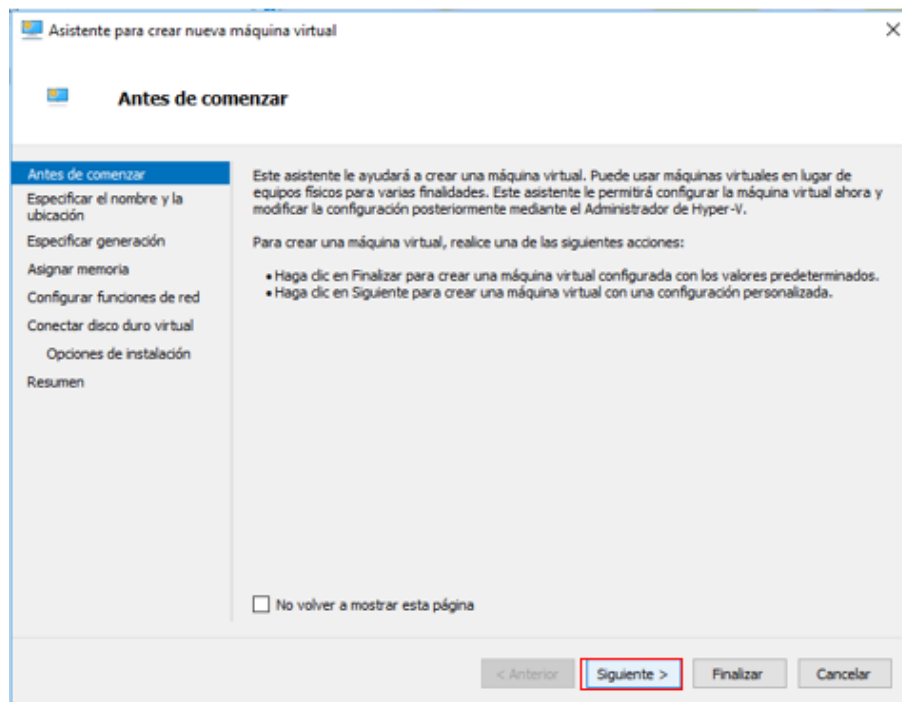 Asistente para crear nueva máquina virtual
Antes de comenzar
Antes de comenzar
Especificar el nombre y la
ubicación
Especificar generación
Asignar memoria
Configurar funciones de red
Conectar disco duro virtual
Opciones de instalación
Resumen
Este asistente le ayudará a crear una máquina virtual. Puede usar máquinas virtuales en lugar de
equipos físicos para varias finalidades. Este asistente le permitirá configurar la máquina virtual ahora y
modificar la configuración posteriormente mediante el Administrador de Hyper-V.
Para crear una máquina virtual, realice una de las siguientes acciones:
• Haga clic en Finalizar para crear una máquina virtual configurada con los valores predeterminados.
• Haga clic en Siguiente para crear una máquina virtual con una configuración personalizada.
No volver a mostrar esta página
< Anterior
Siguiente >
Finalizar
Cancelar